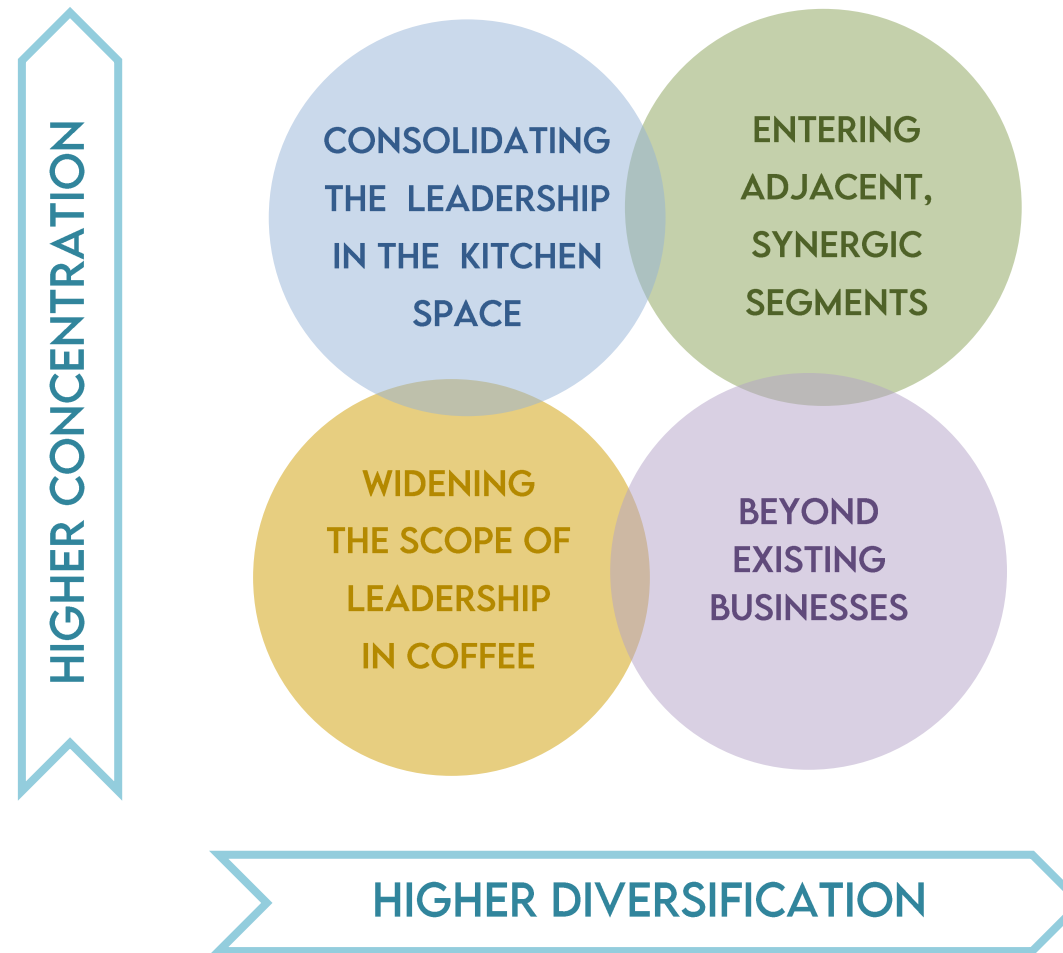 HIGHER CONCENTRATION
CONSOLIDATING
THE LEADERSHIP
IN THE KITCHEN
SPACE
ENTERING
ADJACENT,
SYNERGIC
SEGMENTS
WIDENING
THE SCOPE OF
LEADERSHIP
IN COFFEE
BEYOND
EXISTING
BUSINESSES
HIGHER DIVERSIFICATION